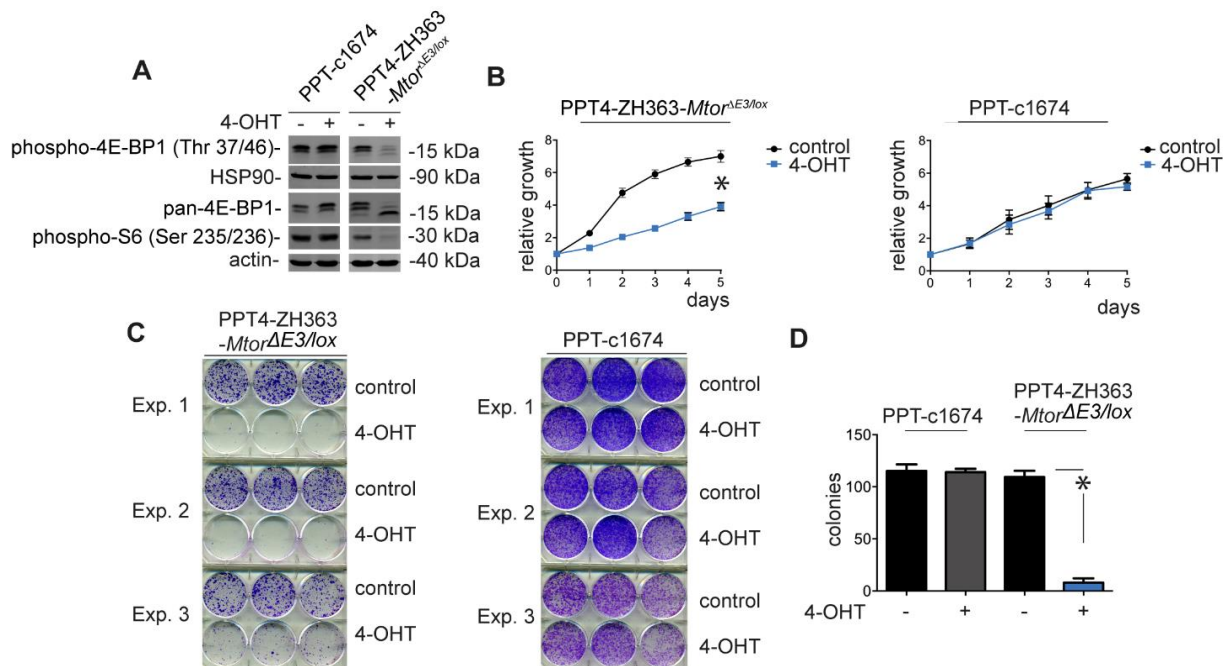 A
PPT-c1674
PPT4-ZH363
-MtorΔE3/lox
4-OHT
- + - +
phospho-4E-BP1 (Thr 37/46)- -15 kDa
HSP90- -90 kDa
pan-4E-BP1- -15 kDa
phospho-S6 (Ser 235/236)- -30 kDa
actin- -40 kDa
B
PPT4-ZH363-MtorΔE3/lox
relative growth
8
6
4
2
0
0 1 2 3 4 5
days
control
4-OHT
*
PPT-c1674
relative growth
8
6
4
2
0
0 1 2 3 4 5
days
control
4-OHT
C
PPT4-ZH363
-MtorΔE3/lox
Exp. 1
control
4-OHT
Exp. 2
control
4-OHT
Exp. 3
control
4-OHT
PPT-c1674
Exp. 1
control
4-OHT
Exp. 2
control
4-OHT
Exp. 3
control
4-OHT
D
PPT-c1674
PPT4-ZH363
-MtorΔE3/lox
colonies
150
100
50
0
*
4-OHT - + - +